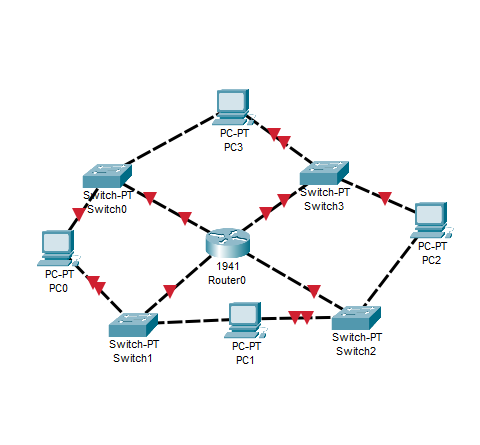 PC-PT
PC3
Switch-PT
Switch0
Switch-PT
Switch3
PC-PT
PC2
PC-PT
PC0
1941
Router0
Switch-PT
Switch1
PC-PT
PC1
Switch-PT
Switch2